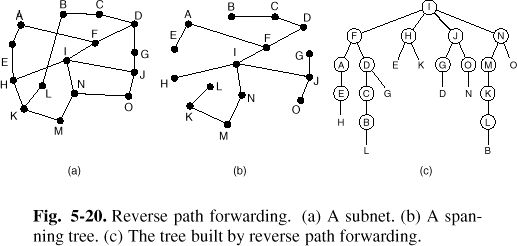 B C
A D
F
E I G
H J
L N
K O
M
(a)
B C
A D
F
E I G
H J
L N
K O
M
(b)
I
F H J N
A D E K G O M O
E C G D N K
H B L
L B
(c)
Fig. 5-20. Reverse path forwarding. (a) A subnet. (b) A span-
ning tree. (c) The tree built by reverse path forwarding.